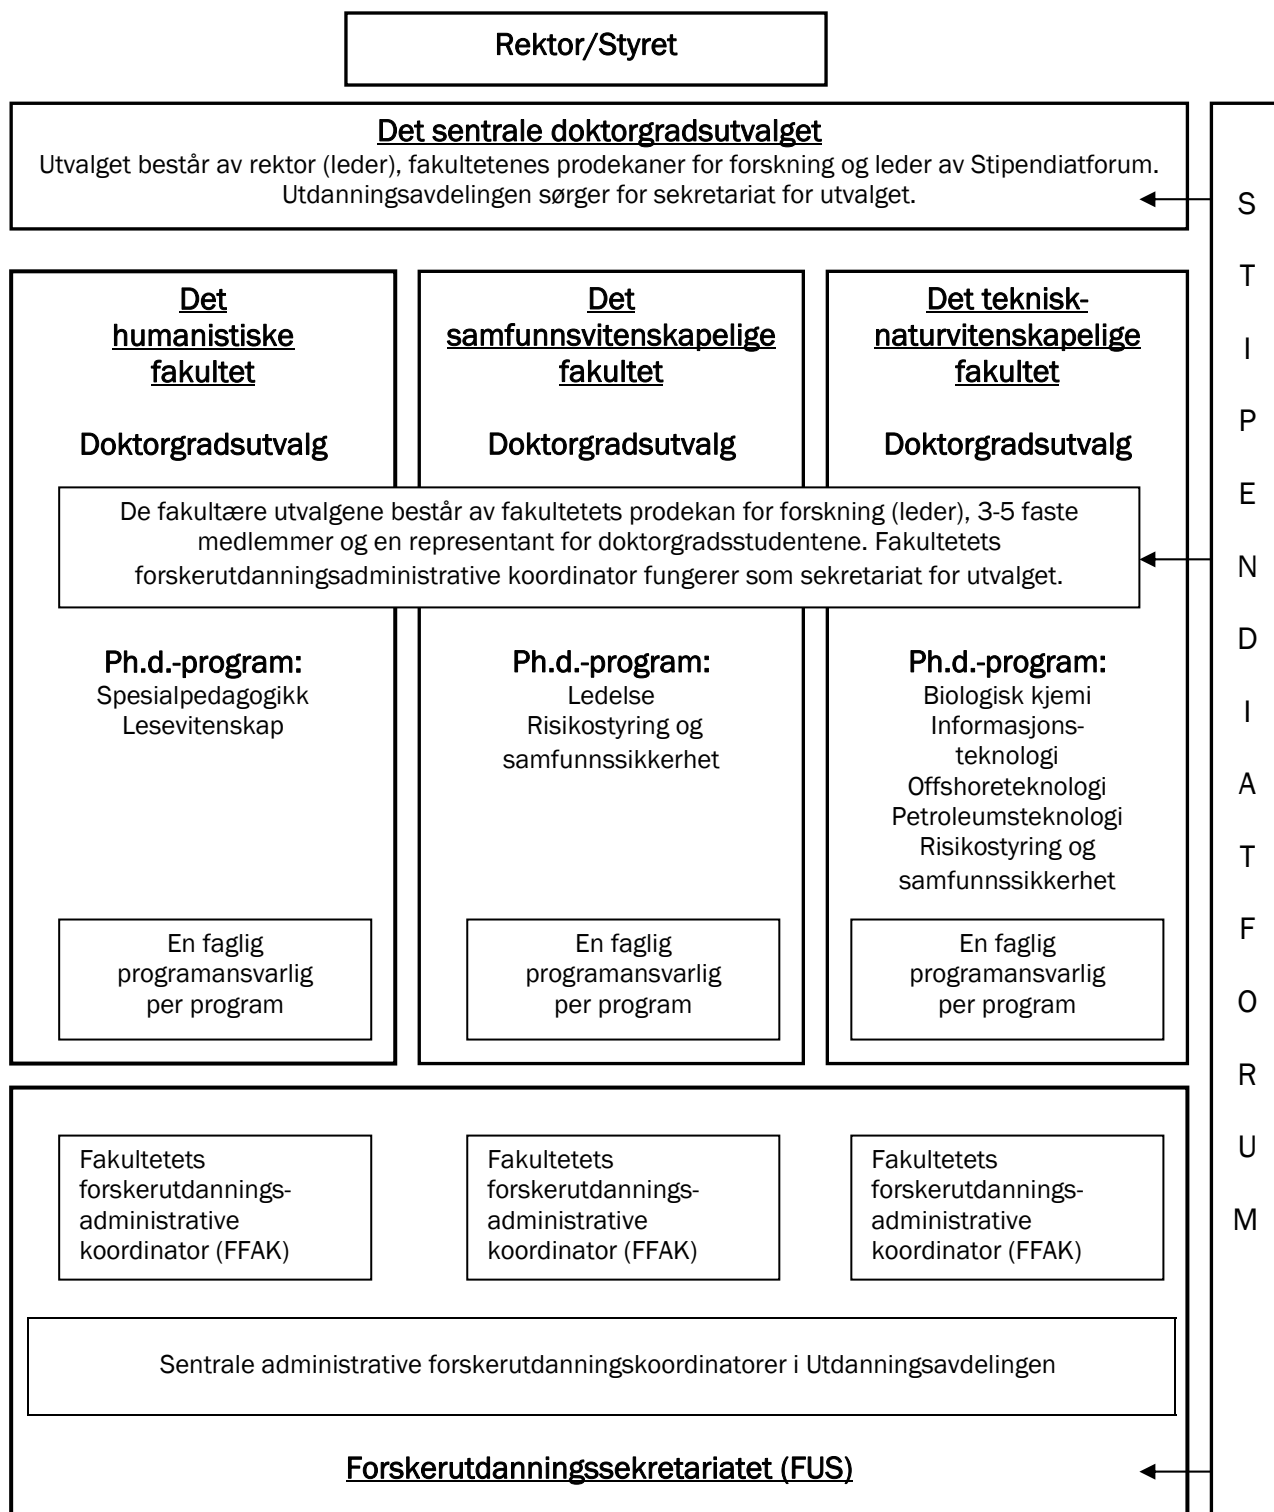 Rektor/Styret
Det sentrale doktorgradsutvalget
Utvalget består av rektor (leder), fakultetenes prodekaner for forskning og leder av Stipendiatforum.
Utdanningsavdelingen sørger for sekretariat for utvalget.
Det
humanistiske
fakultet
Doktorgradsutvalg
Det
samfunnsvitenskapelige
fakultet
Doktorgradsutvalg
Det teknisk-
naturvitenskapelige
fakultet
Doktorgradsutvalg
De fakultære utvalgene består av fakultetets prodekan for forskning (leder), 3-5 faste
medlemmer og en representant for doktorgradsstudentene. Fakultetets
forskerutdanningsadministrative koordinator fungerer som sekretariat for utvalget.
Ph.d.-program:
Spesialpedagogikk
Lesevitenskap
Ph.d.-program:
Ledelse
Risikostyring og
samfunnssikkerhet
Ph.d.-program:
Biologisk kjemi
Informasjons-
teknologi
Offshoreteknologi
Petroleumsteknologi
Risikostyring og
samfunnssikkerhet
En faglig
programansvarlig
per program
En faglig
programansvarlig
per program
En faglig
programansvarlig
per program
Fakultetets
forskerutdannings-
administrative
koordinator (FFAK)
Fakultetets
forskerutdannings-
administrative
koordinator (FFAK)
Fakultetets
forskerutdannings-
administrative
koordinator (FFAK)
Sentrale administrative forskerutdanningskoordinatorer i Utdanningsavdelingen
Forskerutdanningssekretariatet (FUS)
STIPENDIATFORUM